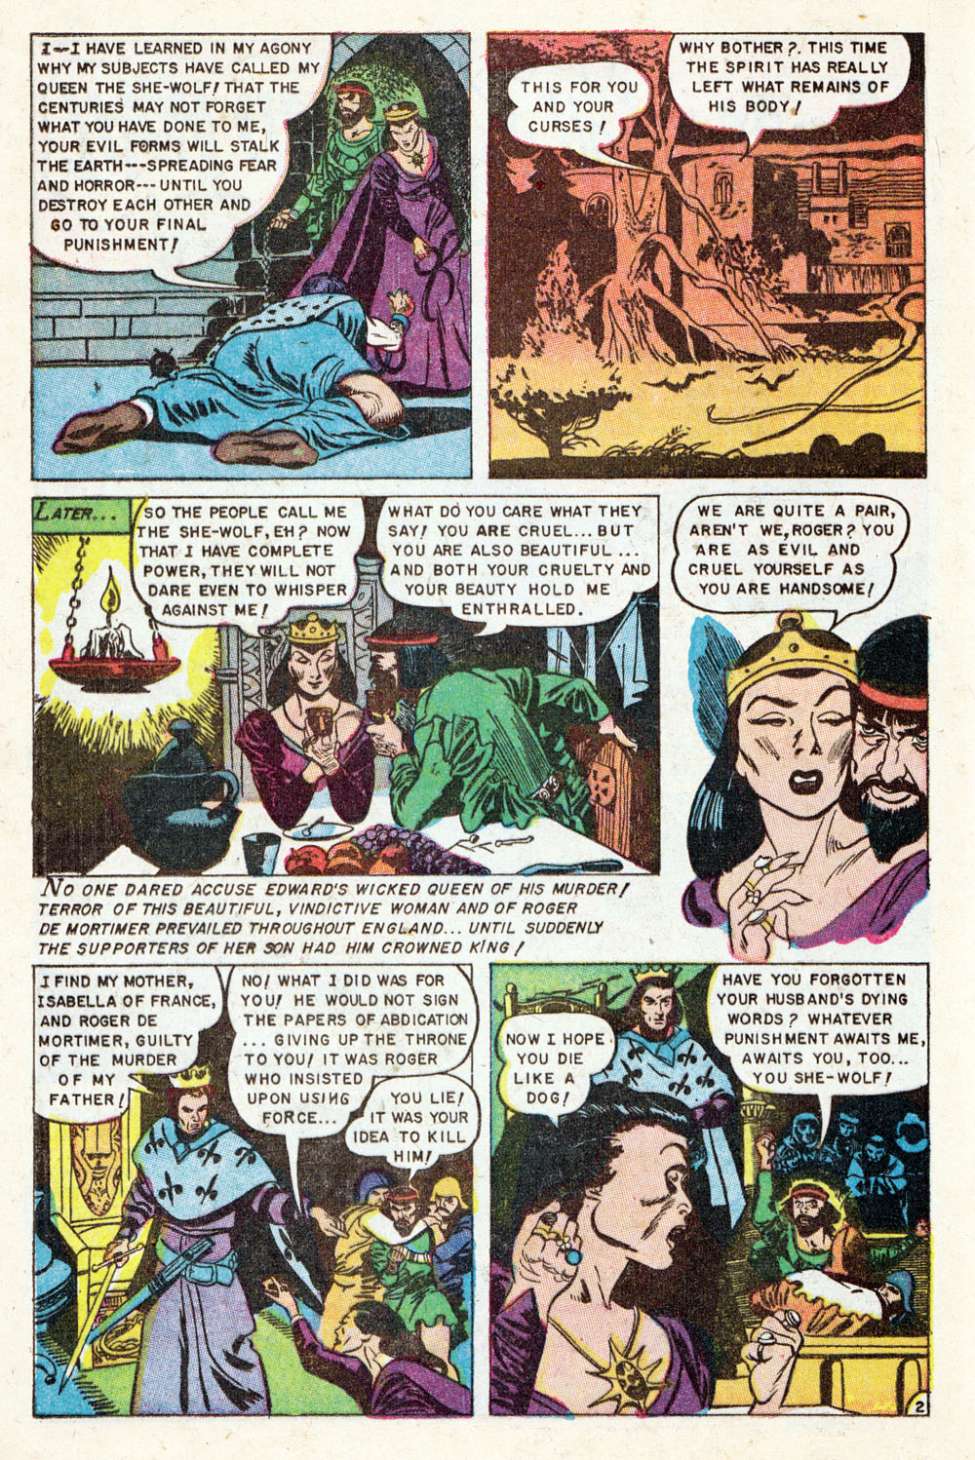 I--I HAVE LEARNED IN MY AGONY
WHY MY SUBJECTS HAVE CALLED MY
QUEEN THE SHE-WOLF! THAT THE
CENTURIES MAY NOT FORGET
WHAT YOU HAVE DONE TO ME,
YOUR EVIL FORMS WILL STALK
THE EARTH---SPREADING FEAR
AND HORROR---UNTIL YOU
DESTROY EACH OTHER AND
GO TO YOUR FINAL
PUNISHMENT!
THIS FOR YOU
AND YOUR
CURSES!
WHY BOTHER? THIS TIME
THE SPIRIT HAS REALLY
LEFT WHAT REMAINS OF
HIS BODY!
LATER...
SO THE PEOPLE CALL ME
THE SHE-WOLF, EH? NOW
THAT I HAVE COMPLETE
POWER, THEY WILL NOT
DARE EVEN TO WHISPER
AGAINST ME!
WHAT DO YOU CARE WHAT THEY
SAY! YOU ARE CRUEL... BUT
YOU ARE ALSO BEAUTIFUL...
AND BOTH YOUR CRUELTY AND
YOUR BEAUTY HOLD ME
ENTHRALLED.
NO ONE DARED ACCUSE EDWARD'S WICKED QUEEN OF HIS MURDER!
TERROR OF THIS BEAUTIFUL, VINDICTIVE WOMAN AND OF ROGER
DE MORTIMER PREVAILED THROUGHOUT ENGLAND... UNTIL SUDDENLY
THE SUPPORTERS OF HER SON HAD HIM CROWNED KING!
WE ARE QUITE A PAIR,
AREN'T WE, ROGER? YOU
ARE AS EVIL AND
CRUEL YOURSELF AS
YOU ARE HANDSOME!
I FIND MY MOTHER,
ISABELLA OF FRANCE,
AND ROGER DE
MORTIMER, GUILTY
OF THE MURDER
OF MY
FATHER!
NO! WHAT I DID WAS FOR
YOU! HE WOULD NOT SIGN
THE PAPERS OF ABDICATION
... GIVING UP THE THRONE
TO YOU! IT WAS ROGER
WHO INSISTED
UPON USING
FORCE...
YOU LIE!
IT WAS YOUR
IDEA TO KILL
HIM!
NOW I HOPE
YOU DIE
LIKE A
DOG!
HAVE YOU FORGOTTEN
YOUR HUSBAND'S DYING
WORDS? WHATEVER
PUNISHMENT AWAITS ME,
AWAITS YOU, TOO...
YOU SHE-WOLF!
2